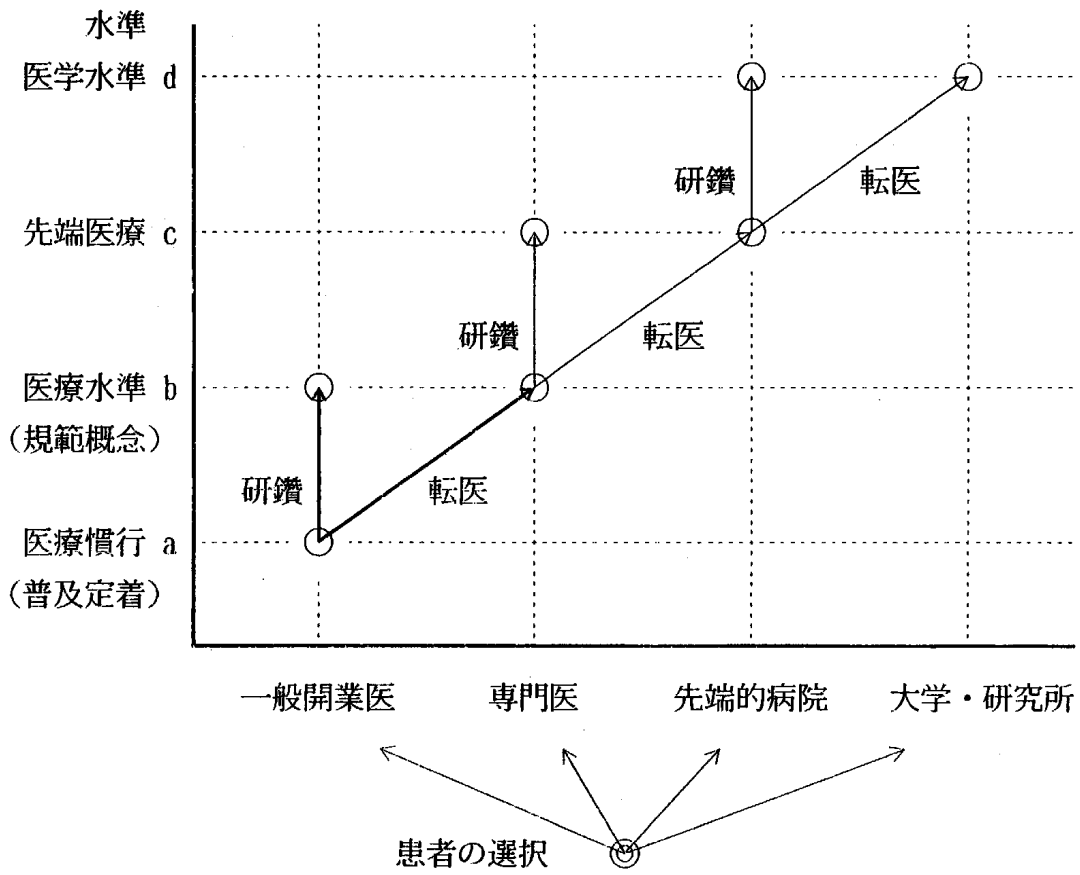 水準
医学水準 d
研鑽
転医
先端医療 c
研鑽
転医
医療水準 b
（規範概念）
研鑽
転医
医療慣行 a
（普及定着）
一般開業医
専門医
先端的病院
大学・研究所
患者の選択